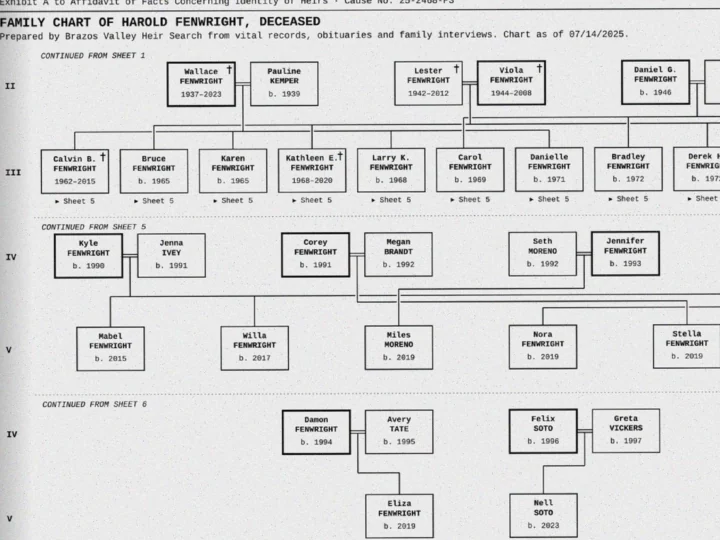 FAMILY CHART OF HAROLD FENWRIGHT, DECEASED
Prepared by Brazos Valley Heir Search from vital records, obituaries and family interviews. Chart as of 07/14/2025.
CONTINUED FROM SHEET 1
II
Wallace †
FENWRIGHT
1937–2023
Pauline
KEMPER
b. 1939
Lester †
FENWRIGHT
1942–2012
Viola †
FENWRIGHT
1944–2008
Daniel G.
FENWRIGHT
b. 1946
III
Calvin B. †
FENWRIGHT
1962–2015
▸ Sheet 5
Bruce
FENWRIGHT
b. 1965
▸ Sheet 5
Karen
FENWRIGHT
b. 1965
▸ Sheet 5
Kathleen E. †
FENWRIGHT
1968–2020
▸ Sheet 5
Larry K.
FENWRIGHT
b. 1968
▸ Sheet 5
Carol
FENWRIGHT
b. 1969
▸ Sheet 5
Danielle
FENWRIGHT
b. 1971
▸ Sheet 5
Bradley
FENWRIGHT
b. 1972
▸ Sheet 5
Derek
▸ Sheet
CONTINUED FROM SHEET 5
IV
Kyle
FENWRIGHT
b. 1990
Jenna
IVEY
b. 1991
Corey
FENWRIGHT
b. 1991
Megan
BRANDT
b. 1992
Seth
MORENO
b. 1992
Jennifer
FENWRIGHT
b. 1993
V
Mabel
FENWRIGHT
b. 2015
Willa
FENWRIGHT
b. 2017
Miles
MORENO
b. 2019
Nora
FENWRIGHT
b. 2019
Stella
FENWRIGHT
b. 2019
CONTINUED FROM SHEET 6
IV
Damon
FENWRIGHT
b. 1994
Avery
TATE
b. 1995
Felix
SOTO
b. 1996
Greta
VICKERS
b. 1997
V
Eliza
FENWRIGHT
b. 2019
Nell
SOTO
b. 2023